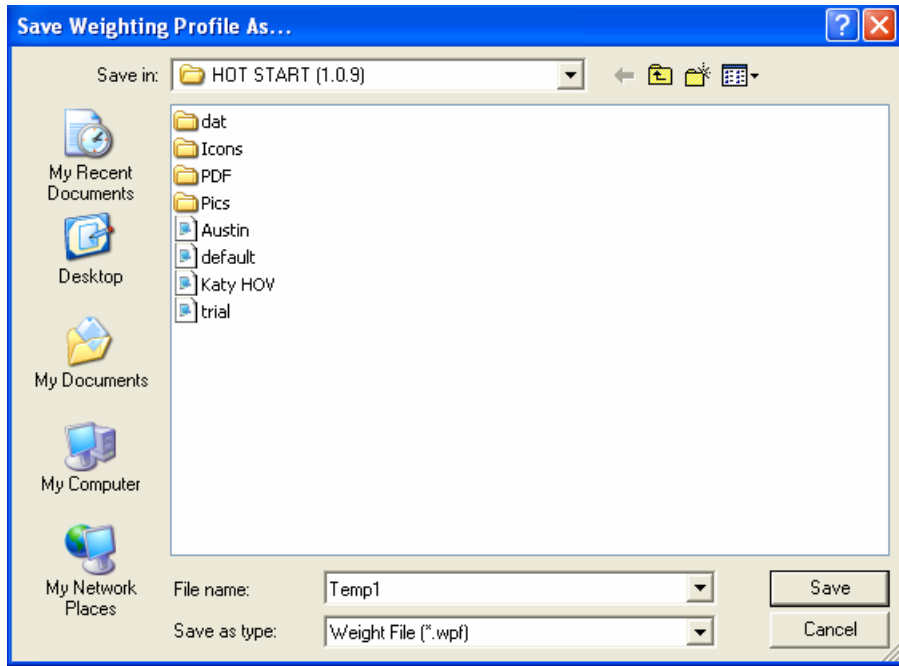 Save Weighting Profile As...
Save in:
HOT START (1.0.9)
My Recent
Documents
Desktop
My Documents
My Computer
My Network
Places
dat
Icons
PDF
Pics
Austin
default
Katy HOV
trial
File name:
Temp1
Save
Save as type:
Weight File (*.wpf)
Cancel